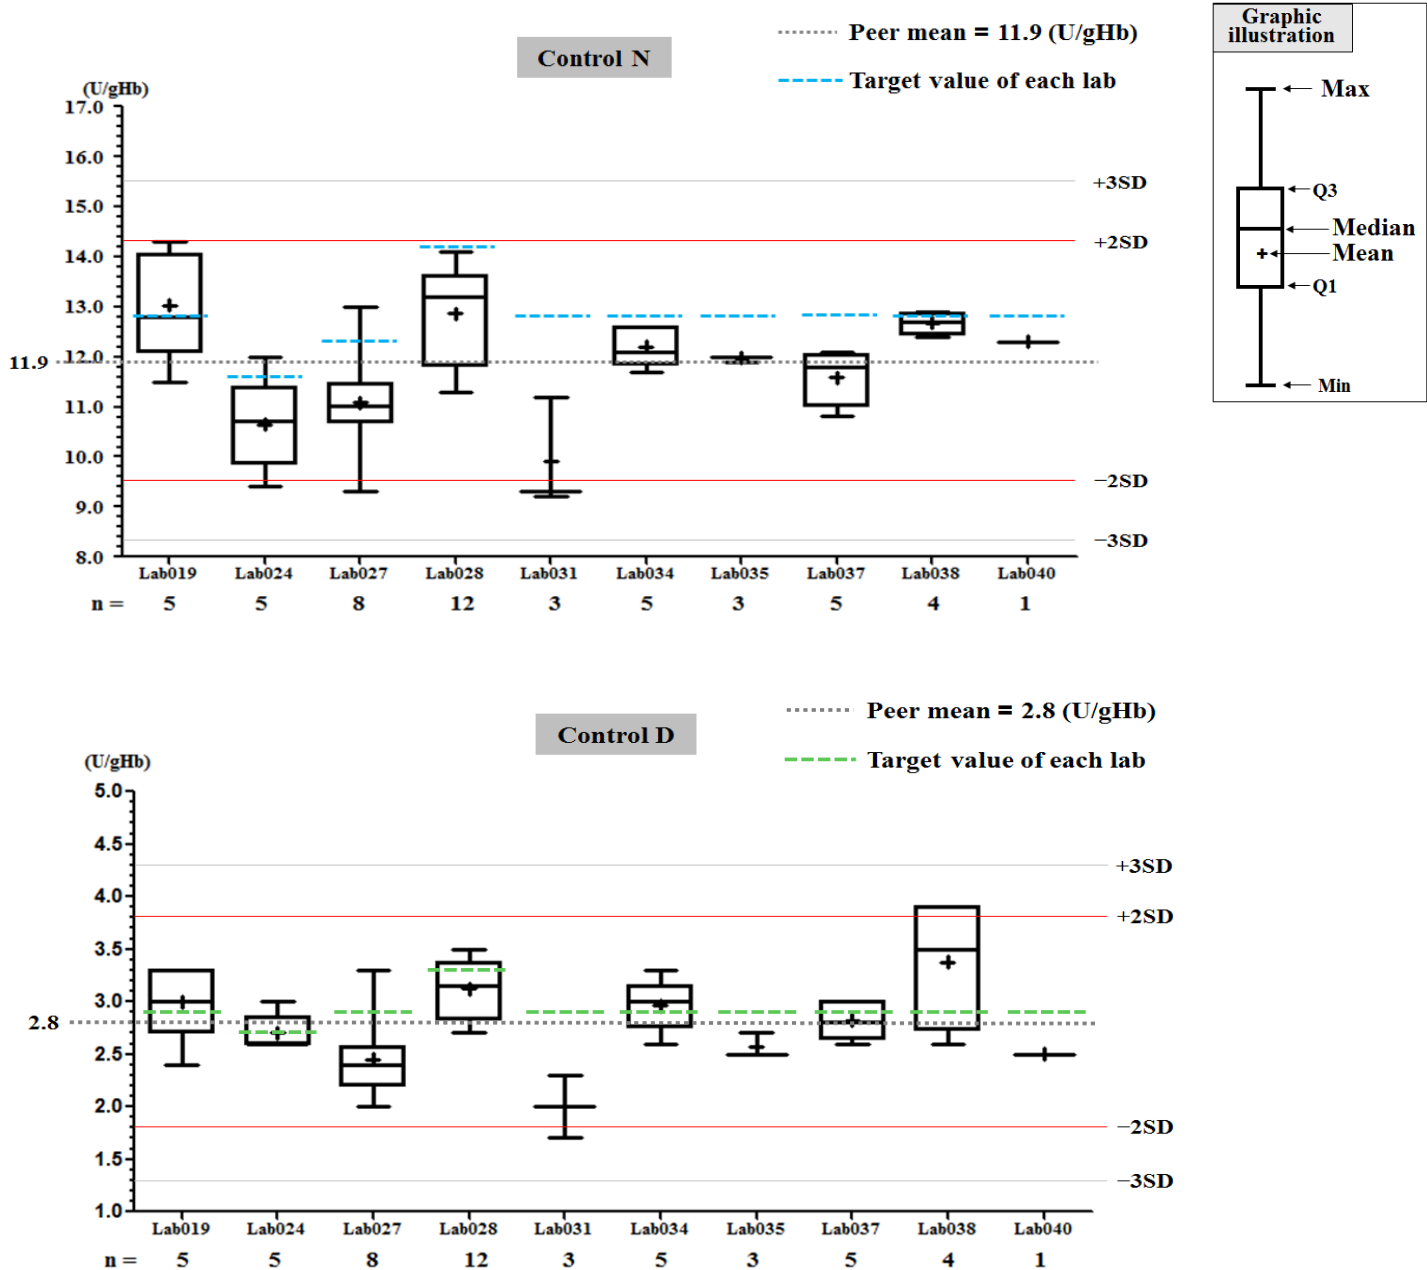 Peer mean = 11.9 (U/gHb)
Control N
Target value of each lab
(U/gHb)
17.0
16.0
+3SD
15.0
+2SD
14.0
13.0
12.0
11.9
11.0
10.0
−2SD
9.0
−3SD
8.0
Lab019 Lab024 Lab027 Lab028 Lab031 Lab034 Lab035 Lab037 Lab038 Lab040
n = 5 5 8 12 3 5 3 5 4 1
Graphic
illustration
Max
Q3
Median
Mean
Q1
Min
Peer mean = 2.8 (U/gHb)
Control D
Target value of each lab
(U/gHb)
5.0
4.5
+3SD
4.0
+2SD
3.5
3.0
2.8
2.5
2.0
−2SD
1.5
−3SD
1.0
Lab019 Lab024 Lab027 Lab028 Lab031 Lab034 Lab035 Lab037 Lab038 Lab040
n = 5 5 8 12 3 5 3 5 4 1